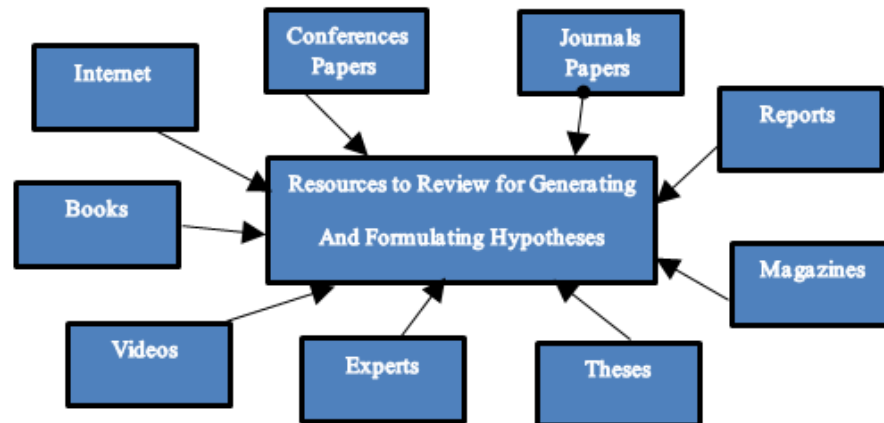 Conferences
Papers
Journals
Papers
Internet
Reports
Resources to Review for Generating
And Formulating Hypotheses
Books
Magazines
Videos
Experts
Theses